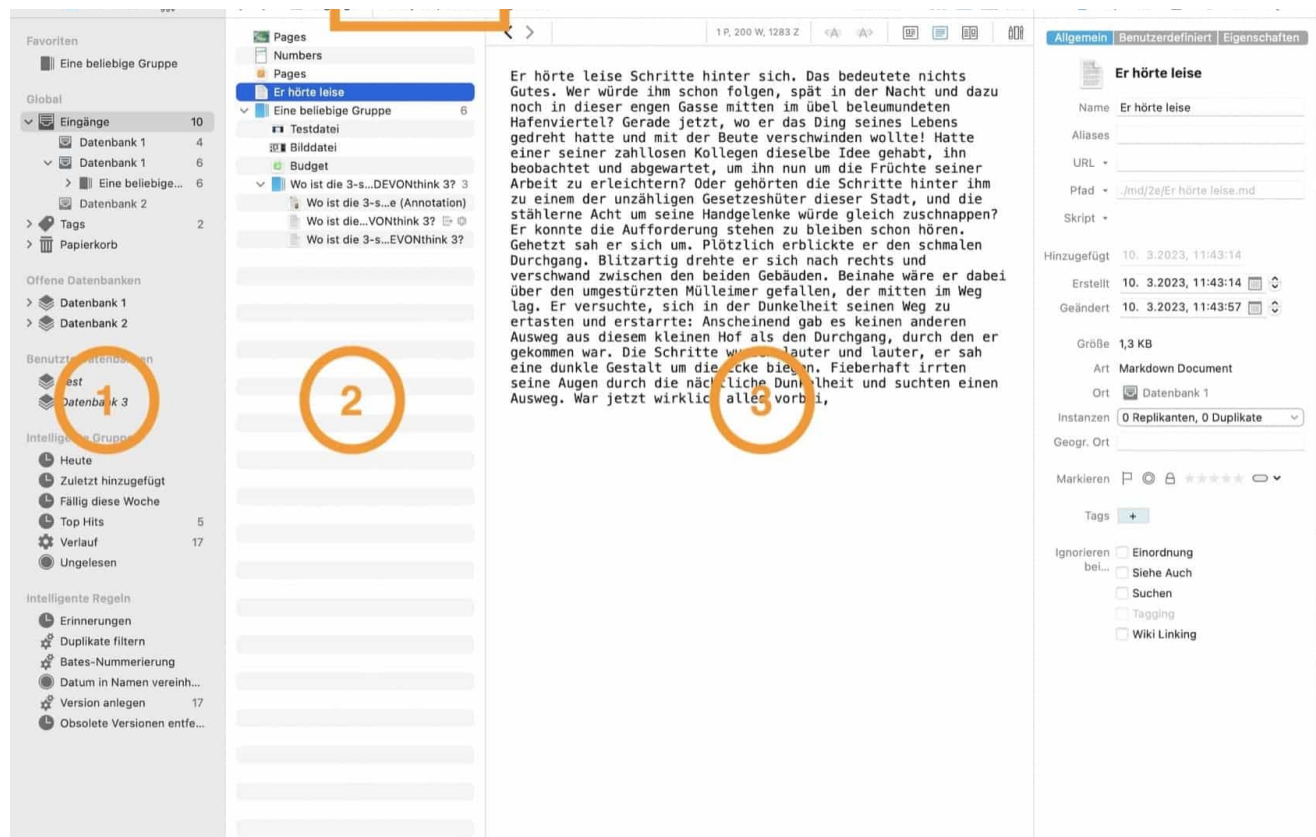 Favoriten
Eine beliebige Gruppe
Global
Eingänge 10
Datenbank 1 4
Datenbank 1 6
Eine beliebige... 6
Datenbank 2
Tags 2
Papierkorb
Offene Datenbanken
Datenbank 1
Datenbank 2
Benutzte Datenbanken
Test
Datenbank 3
Intelligente Gruppe
Heute
Zuletzt hinzugefügt
Fällig diese Woche
Top Hits 5
Verlauf 17
Ungelesen
Intelligente Regeln
Erinnerungen
Duplikate filtern
Bates-Nummerierung
Datum in Namen vereinh...
Version anlegen 17
Obsolete Versionen entfe...
1
Pages
Numbers
Pages
Er hörte leise
Eine beliebige Gruppe 6
Testdatei
Bilddatei
Budget
Wo ist die 3-s...DEVONthink 3? 3
Wo ist die 3-s...e (Annotation)
Wo ist die...VONthink 3?
Wo ist die 3-s...EVONthink 3?
2
1 P, 200 W, 1283 Z
Er hörte leise Schritte hinter sich. Das bedeutete nichts
Gutes. Wer würde ihm schon folgen, spät in der Nacht und dazu
noch in dieser engen Gasse mitten im übel beleumundeten
Hafenviertel? Gerade jetzt, wo er das Ding seines Lebens
gedreht hatte und mit der Beute verschwinden wollte! Hatte
einer seiner zahllosen Kollegen dieselbe Idee gehabt, ihn
beobachtet und abgewartet, um ihn nun um die Früchte seiner
Arbeit zu erleichtern? Oder gehörten die Schritte hinter ihm
zu einem der unzähligen Gesetzeshüter dieser Stadt, und die
stählerne Acht um seine Handgelenke würde gleich zuschnappen?
Er konnte die Aufforderung stehen zu bleiben schon hören.
Gehetzt sah er sich um. Plötzlich erblickte er den schmalen
Durchgang. Blitzartig drehte er sich nach rechts und
verschwand zwischen den beiden Gebäuden. Beinahe wäre er dabei
über den umgestürzten Mülleimer gefallen, der mitten im Weg
lag. Er versuchte, sich in der Dunkelheit seinen Weg zu
ertasten und erstarrte: Anscheinend gab es keinen anderen
Ausweg aus diesem kleinen Hof als den Durchgang, durch den er
gekommen war. Die Schritte wurden lauter und lauter, er sah
eine dunkle Gestalt um die Ecke biegen. Fieberhaft irrten
seine Augen durch die nächtliche Dunkelheit und suchten einen
Ausweg. War jetzt wirklich alles vorbei,
3
Allgemein Benutzerdefiniert Eigenschaften
Er hörte leise
Name Er hörte leise
Aliases
URL
Pfad ./md/2e/Er hörte leise.md
Skript
Hinzugefügt 10. 3.2023, 11:43:14
Erstellt 10. 3.2023, 11:43:14
Geändert 10. 3.2023, 11:43:57
Größe 1,3 KB
Art Markdown Document
Ort Datenbank 1
Instanzen 0 Replikanten, 0 Duplikate
Geogr. Ort
Markieren
Tags +
Ignorieren bei... Einordnung
Siehe Auch
Suchen
Tagging
Wiki Linking